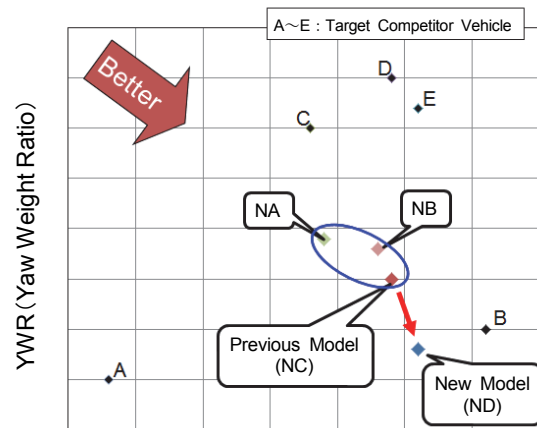 A～E : Target Competitor Vehicle
Better
D
E
C
NA
NB
YWR（Yaw Weight Ratio）
B
Previous Model
(NC)
A
New Model
(ND)